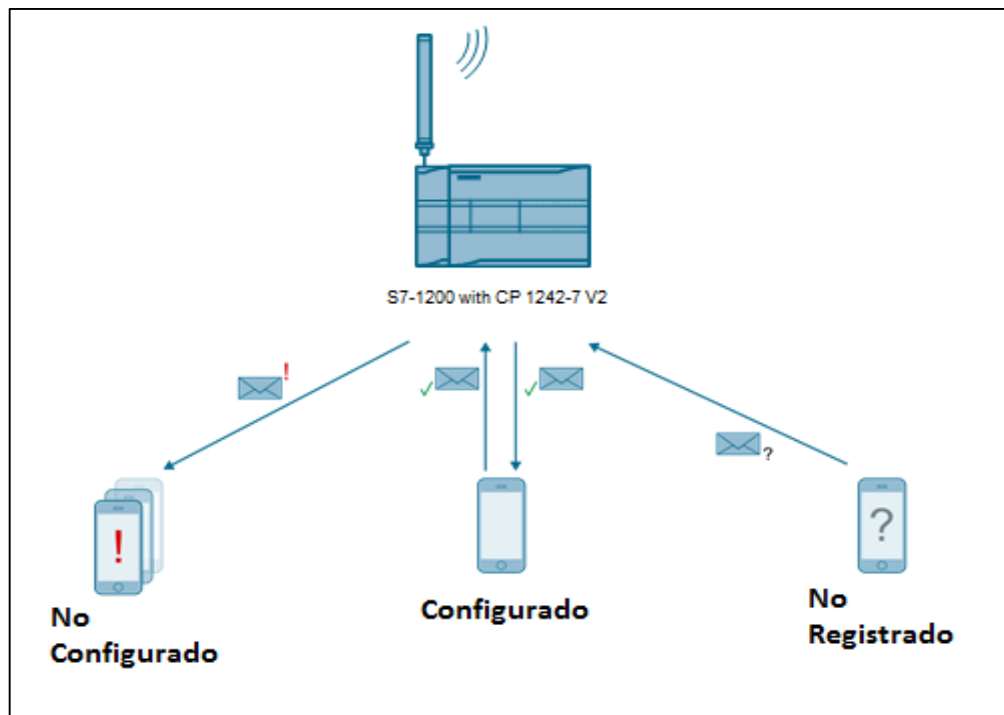 S7-1200 with CP 1242-7 V2
!
?
!
?
No
Configurado
Configurado
No
Registrado